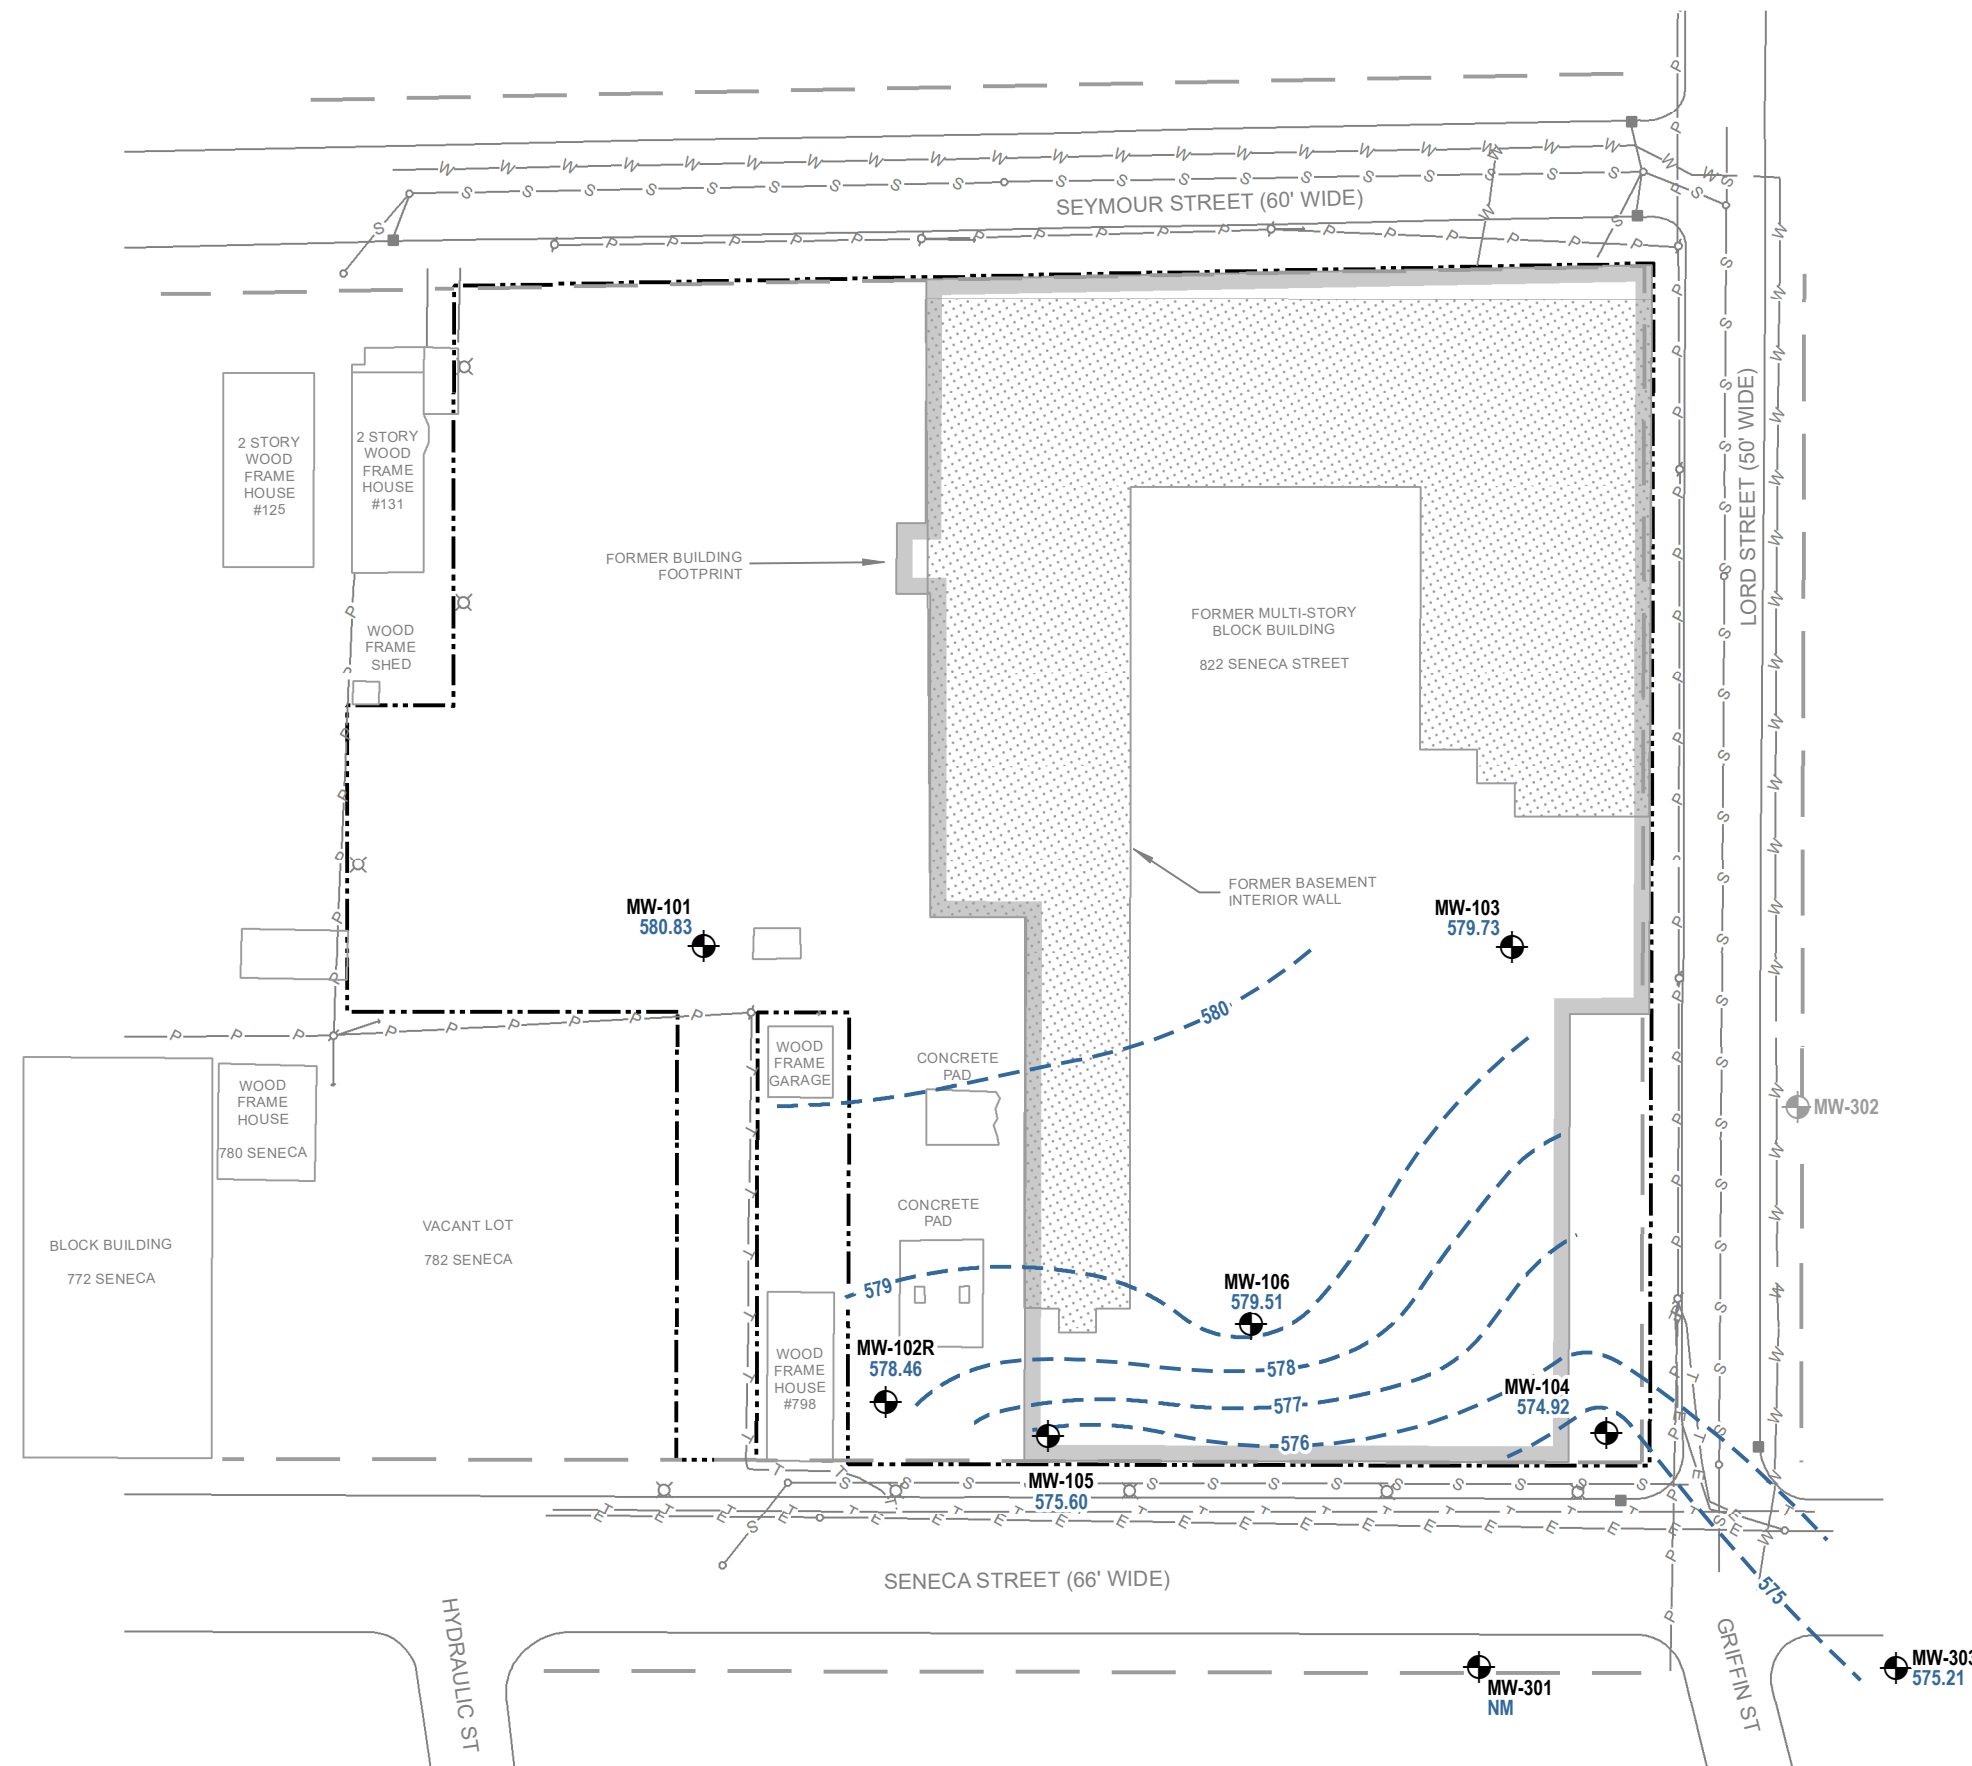 SEYMOUR STREET (60' WIDE)
LORD STREET (50' WIDE)
2 STORY
WOOD
FRAME
HOUSE
#125
2 STORY
WOOD
FRAME
HOUSE
#131
WOOD
FRAME
SHED
FORMER BUILDING
FOOTPRINT
FORMER MULTI-STORY
BLOCK BUILDING
822 SENECA STREET
FORMER BASEMENT
INTERIOR WALL
MW-101
580.83
MW-103
579.73
580
WOOD
FRAME
GARAGE
CONCRETE
PAD
WOOD
FRAME
HOUSE
780 SENECA
MW-302
BLOCK BUILDING
772 SENECA
VACANT LOT
782 SENECA
CONCRETE
PAD
579
MW-106
579.51
MW-102R
578.46
WOOD
FRAME
HOUSE
#798
578
577
576
MW-104
574.92
MW-105
575.60
SENECA STREET (66' WIDE)
575
HYDRAULIC ST
GRIFFIN ST
MW-301
NM
MW-303
575.21